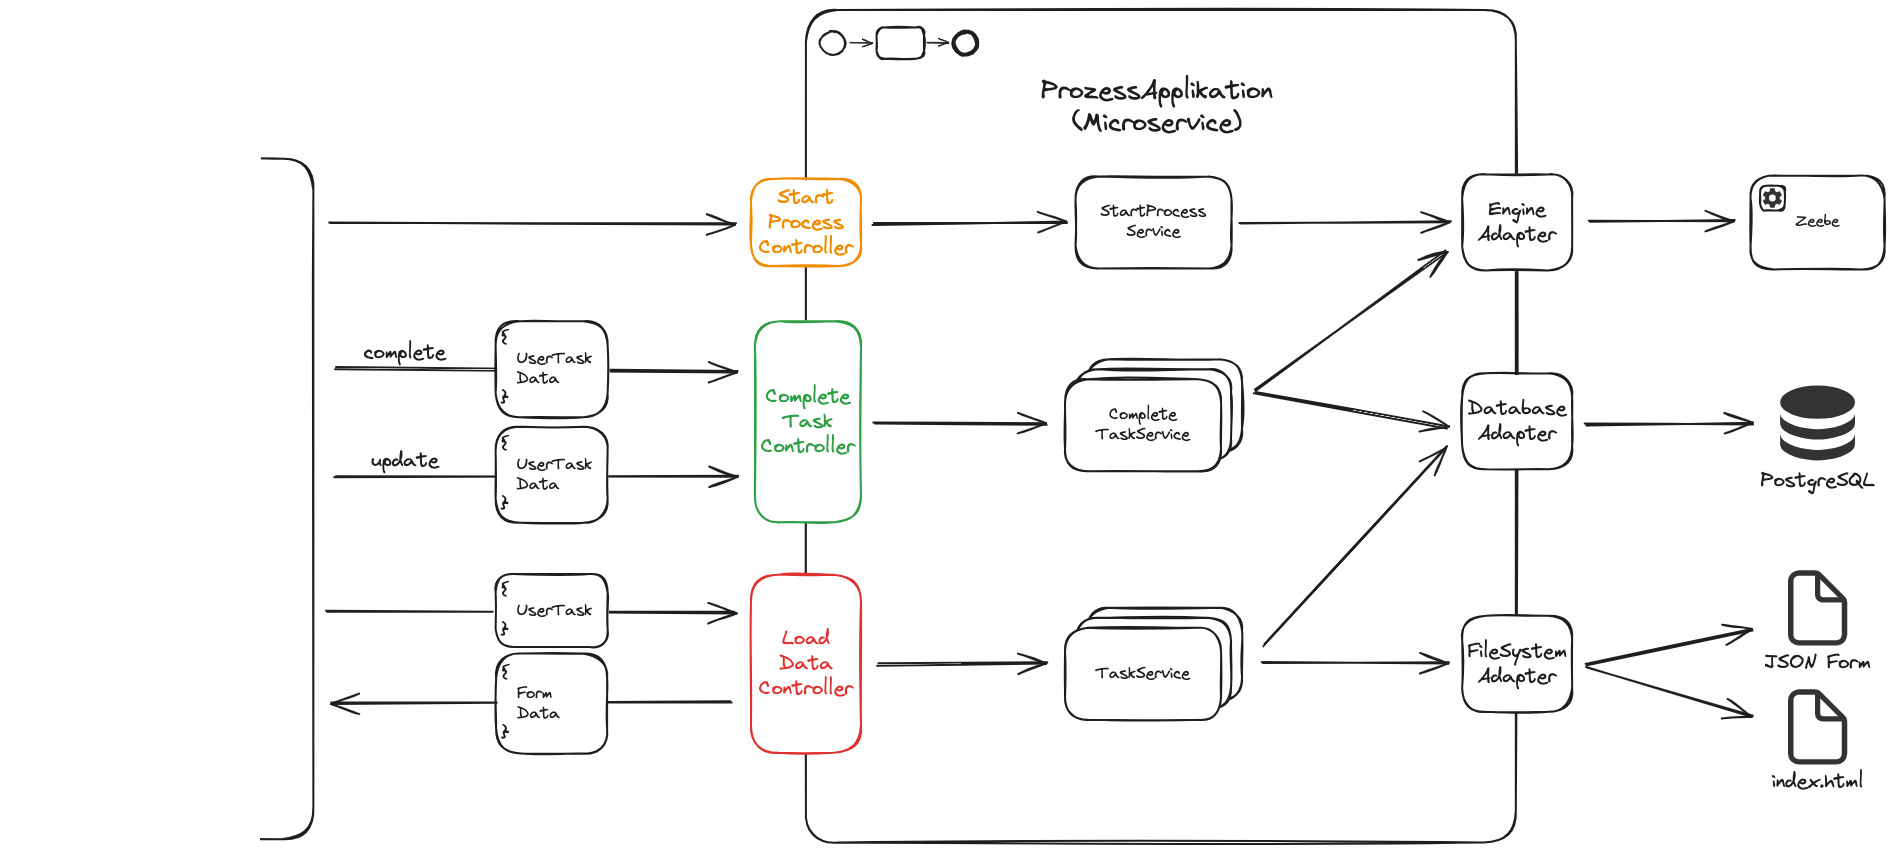 ProzessApplikation
(Microservice)
Start
Process
Controller
StartProcess
Service
Engine
Adapter
Zeebe
complete
{
UserTask
Data
}
update
{
UserTask
Data
}
Complete
Task
Controller
Complete
TaskService
Database
Adapter
PostgreSQL
{
UserTask
}
{
Form
Data
}
Load
Data
Controller
TaskService
FileSystem
Adapter
JSON Form
index.html